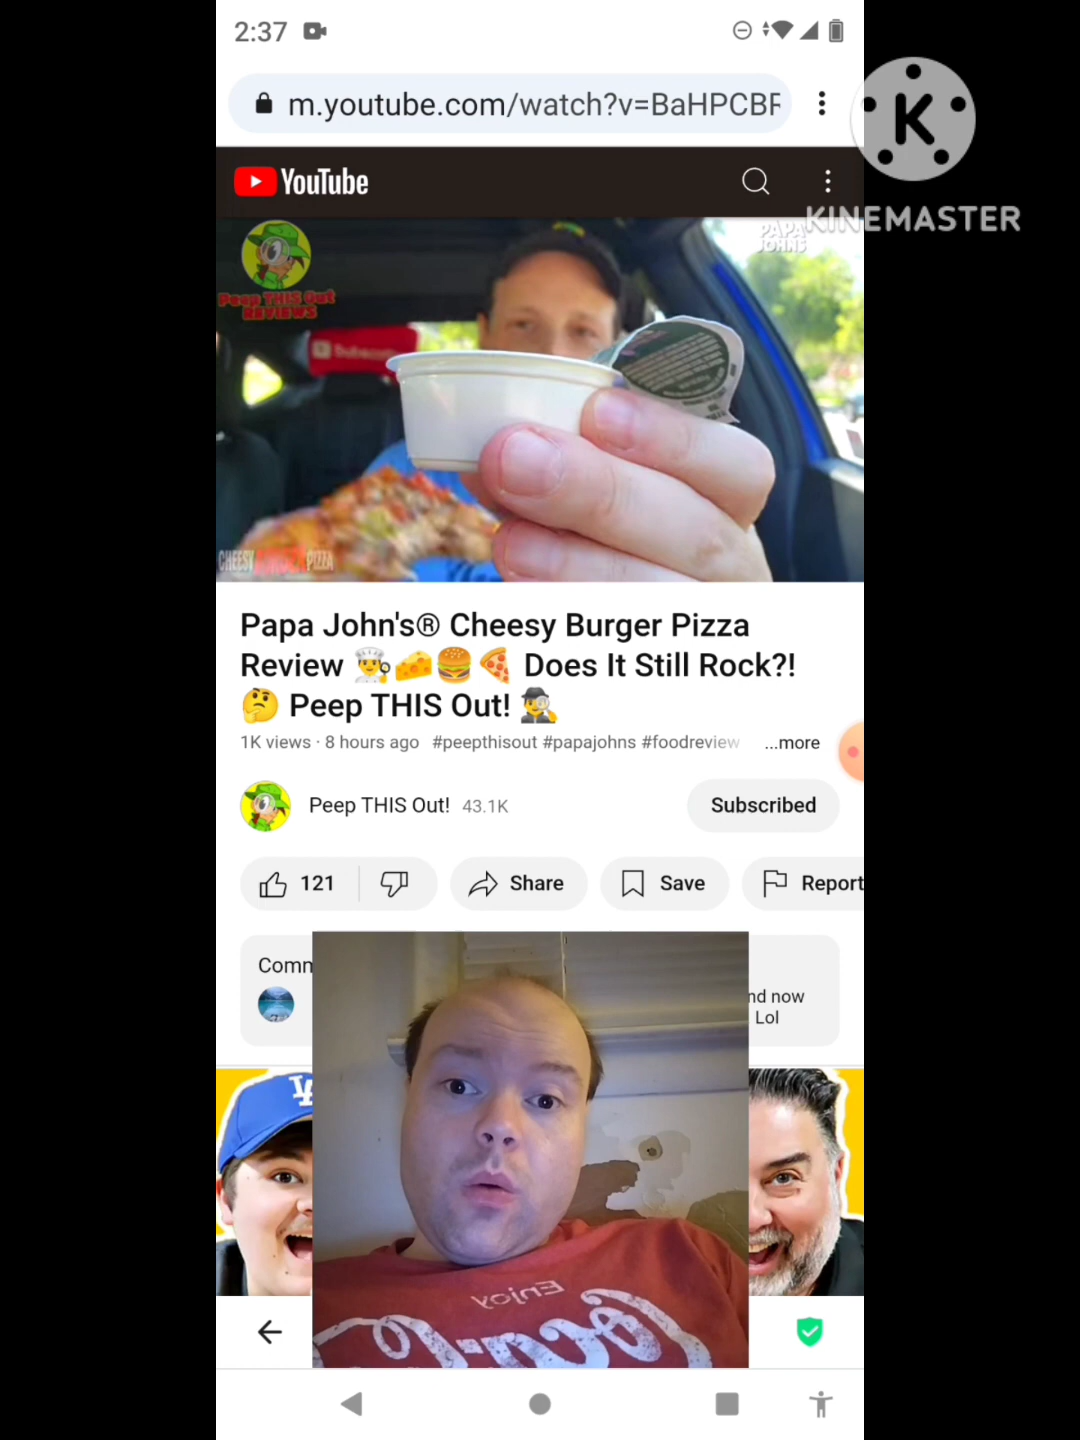 2:37
m.youtube.com/watch?v=BaHPCBF
K
KINEMASTER
YouTube
PAPA
JOHNS
Peep THIS Out
REVIEWS
CHEESY BURGER PIZZA
Papa John's® Cheesy Burger Pizza
Review 👨‍🍳🧀🍔🍕 Does It Still Rock?!
🤔 Peep THIS Out! 🕵️
1K views · 8 hours ago #peepthisout #papajohns #foodreview ...more
Peep THIS Out! 43.1K
Subscribed
121
Share
Save
Report
Comm
nd now
Lol
LA
Enjoy
Coca-C